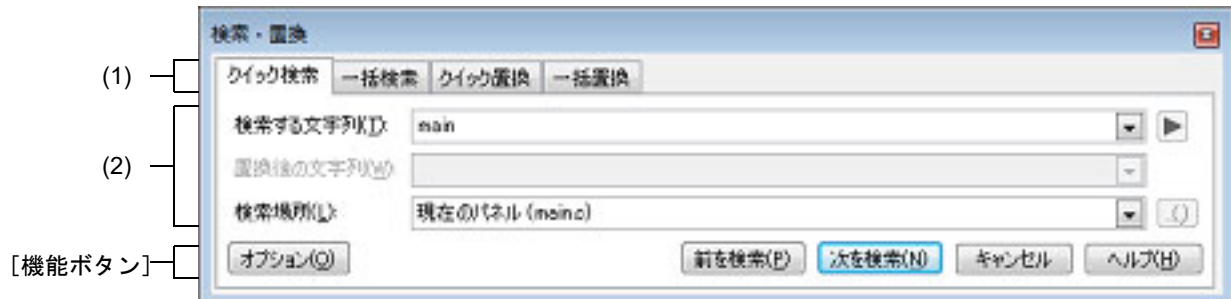 検索・置換
(1)
クイック検索 一括検索 クイック置換 一括置換
(2)
検索する文字列(T): main
置換後の文字列(W):
検索場所(L): 現在のパネル (main.c)
[機能ボタン]
オプション(O) 前を検索(P) 次を検索(N) キャンセル ヘルプ(H)